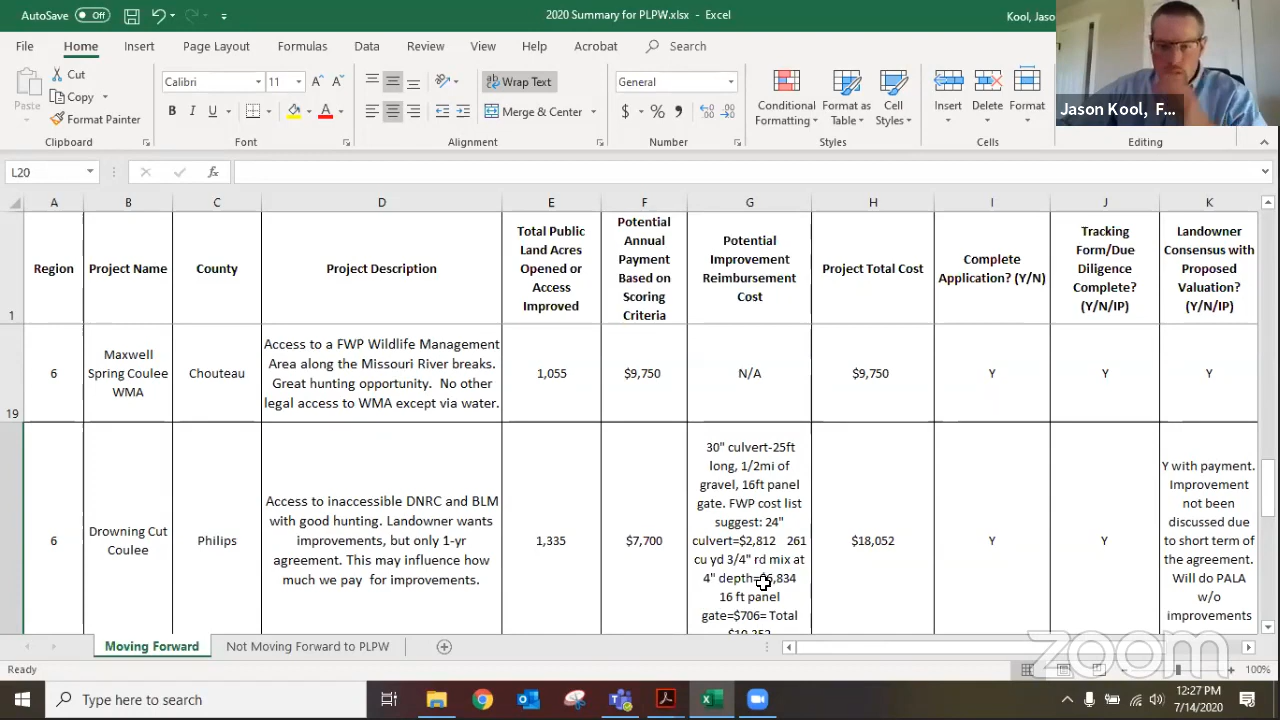 AutoSave Off
2020 Summary for PLPW.xlsx - Excel
Kool, Jaso
File Home Insert Page Layout Formulas Data Review View Help Acrobat Search
Paste
Cut
Copy
Format Painter
Clipboard
Calibri 11
B I U
Font
Wrap Text
Merge & Center
Alignment
General
$ % 9
Number
Conditional
Formatting
Format as
Table
Cell
Styles
Styles
Insert Delete Format
Cells
Editing
Jason Kool, F...
L20
fx
A B C D E F G H I J K
1
Region
Project Name
County
Project Description
Total Public
Land Acres
Opened or
Access
Improved
Potential
Annual
Payment
Based on
Scoring
Criteria
Potential
Improvement
Reimbursement
Cost
Project Total Cost
Complete
Application? (Y/N)
Tracking
Form/Due
Diligence
Complete?
(Y/N/IP)
Landowner
Consensus with
Proposed
Valuation?
(Y/N/IP)
19
6
Maxwell
Spring Coulee
WMA
Chouteau
Access to a FWP Wildlife Management
Area along the Missouri River breaks.
Great hunting opportunity. No other
legal access to WMA except via water.
1,055
$9,750
N/A
$9,750
Y
Y
Y
6
Drowning Cut
Coulee
Philips
Access to inaccessible DNRC and BLM
with good hunting. Landowner wants
improvements, but only 1-yr
agreement. This may influence how
much we pay for improvements.
1,335
$7,700
30" culvert-25ft
long, 1/2mi of
gravel, 16ft panel
gate. FWP cost list
suggest: 24"
culvert=$2,812 261
cu yd 3/4" rd mix at
4" depth=$6,834
16 ft panel
gate=$706= Total
$10,352
$18,052
Y
Y
Y with payment.
Improvement
not been
discussed due
to short term of
the agreement.
Will do PALA
w/o
improvements
Moving Forward
Not Moving Forward to PLPW
Ready
100%
zoom
Type here to search
12:27 PM
7/14/2020